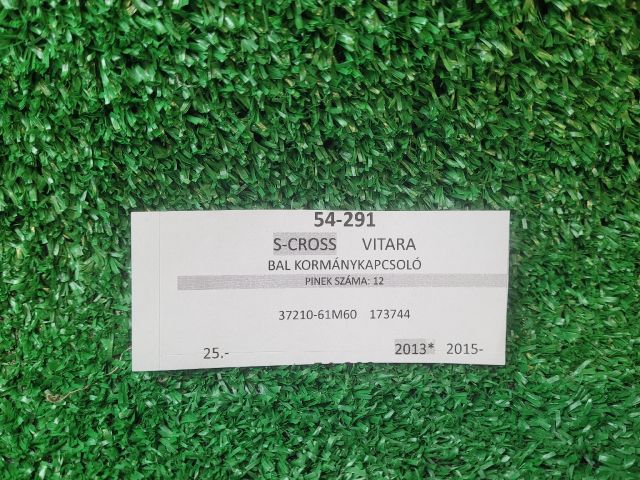 54-291
S-CROSS VITARA
BAL KORMÁNYKAPCSOLÓ
PINEK SZÁMA: 12
37210-61M60 173744
25.- 2013* 2015-